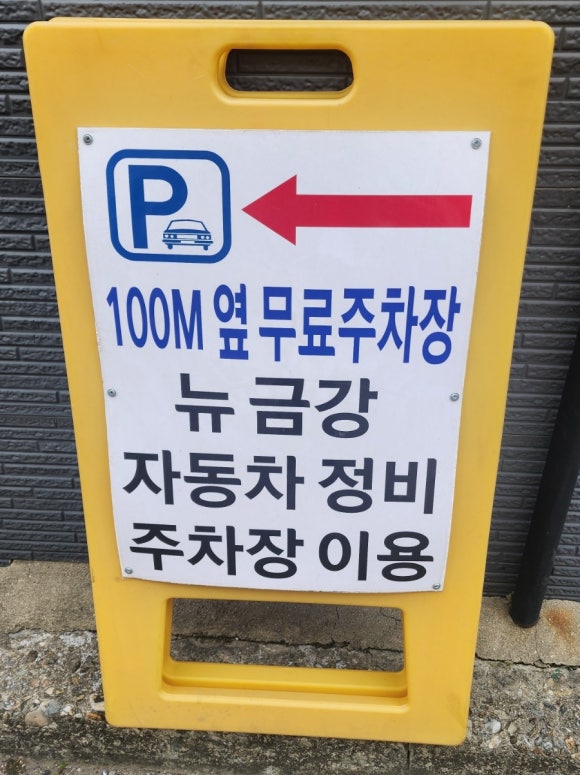 P
100M 옆 무료주차장
뉴 금강
자동차 정비
주차장 이용